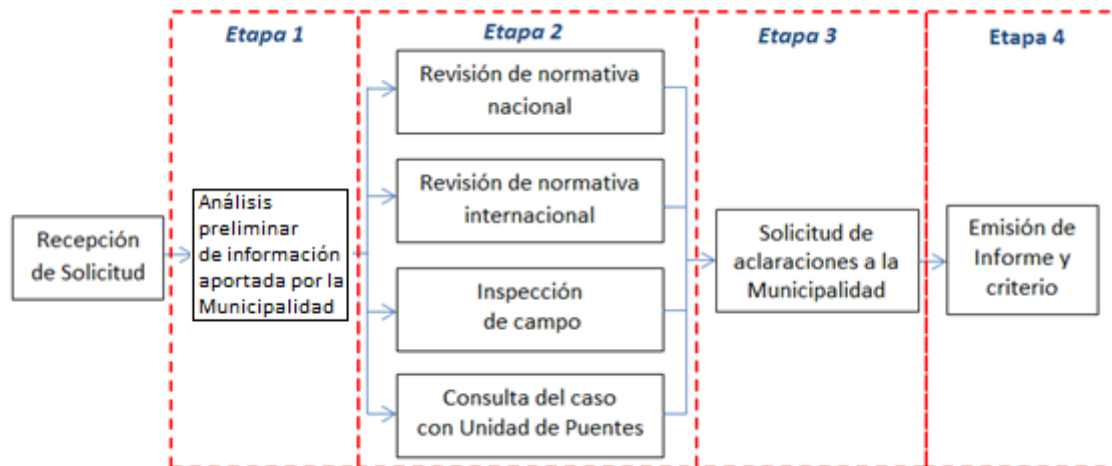 Etapa 1
Etapa 2
Etapa 3
Etapa 4
Recepción
de Solicitud
Análisis
preliminar
de información
aportada por la
Municipalidad
Revisión de normativa
nacional
Revisión de normativa
internacional
Inspección
de campo
Consulta del caso
con Unidad de Puentes
Solicitud de
aclaraciones a la
Municipalidad
Emisión de
Informe y
criterio